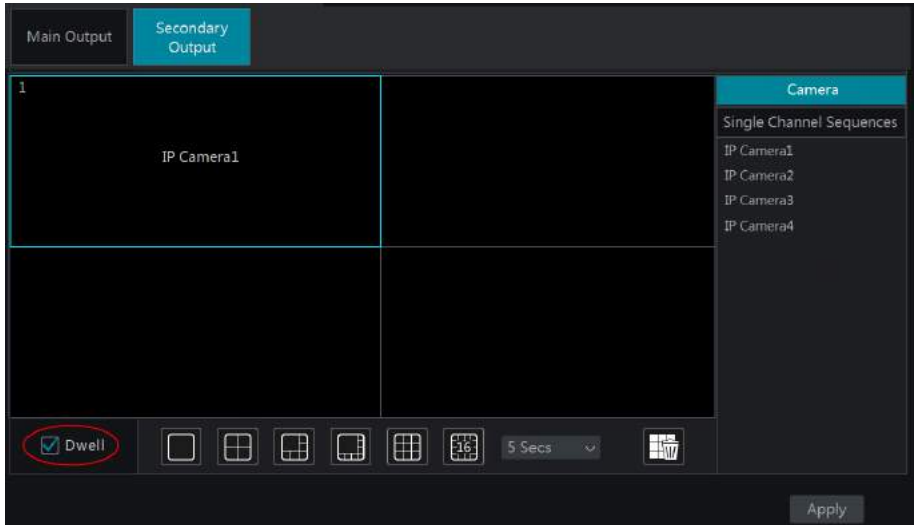 Main Output
Secondary
Output
1
IP Camera1
Camera
Single Channel Sequences
IP Camera1
IP Camera2
IP Camera3
IP Camera4
Dwell
16
5 Secs
Apply